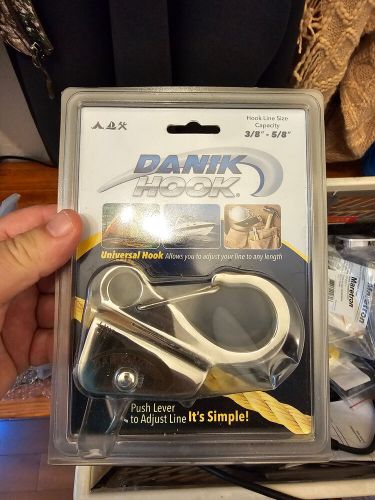 Hook Line Size
Capacity
3/8" - 5/8"
DANIK
HOOK®
Universal Hook Allows you to adjust your line to any length
Push Lever
to Adjust Line It's Simple!
Maretron